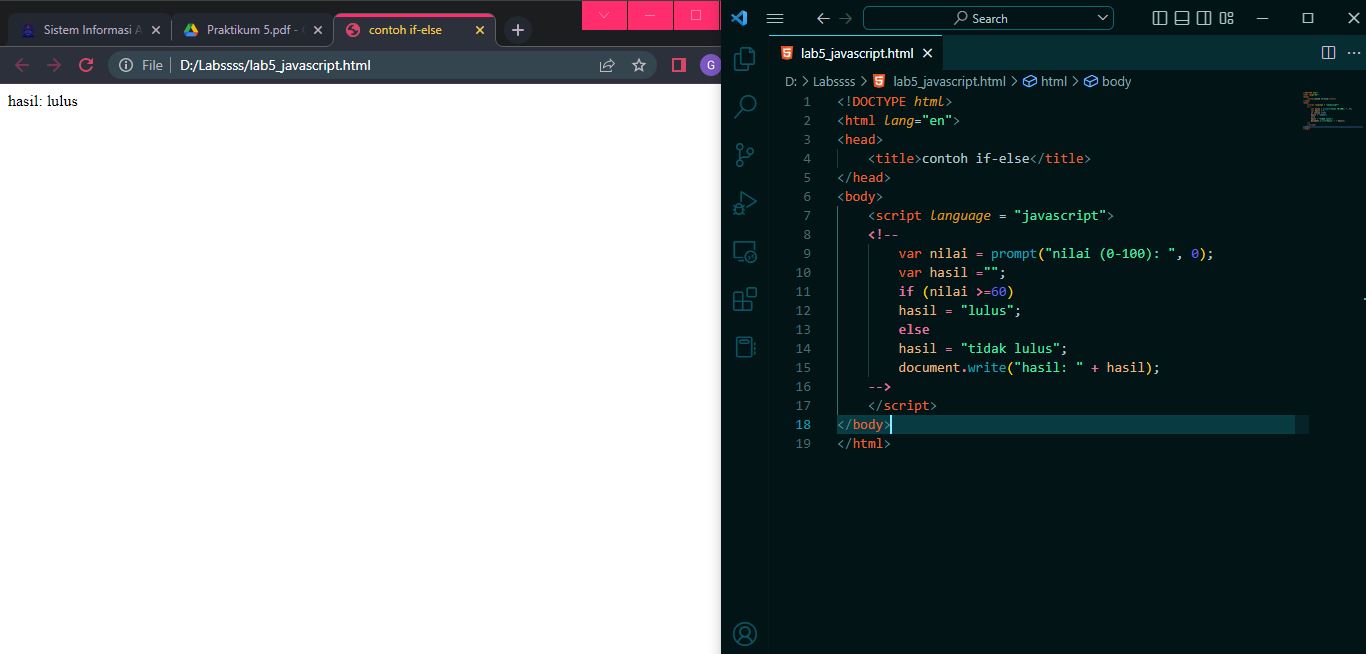 Sistem Informasi A
Praktikum 5.pdf -
contoh if-else
File
D:/Labssss/lab5_javascript.html
G
hasil: lulus
Search
lab5_javascript.html
D: > Labssss > lab5_javascript.html > html > body
1 <!DOCTYPE html>
2 <html lang="en">
3 <head>
4 <title>contoh if-else</title>
5 </head>
6 <body>
7 <script language = "javascript">
8 <!--
9 var nilai = prompt("nilai (0-100): ", 0);
10 var hasil ="";
11 if (nilai >=60)
12 hasil = "lulus";
13 else
14 hasil = "tidak lulus";
15 document.write("hasil: " + hasil);
16 -->
17 </script>
18 </body>
19 </html>